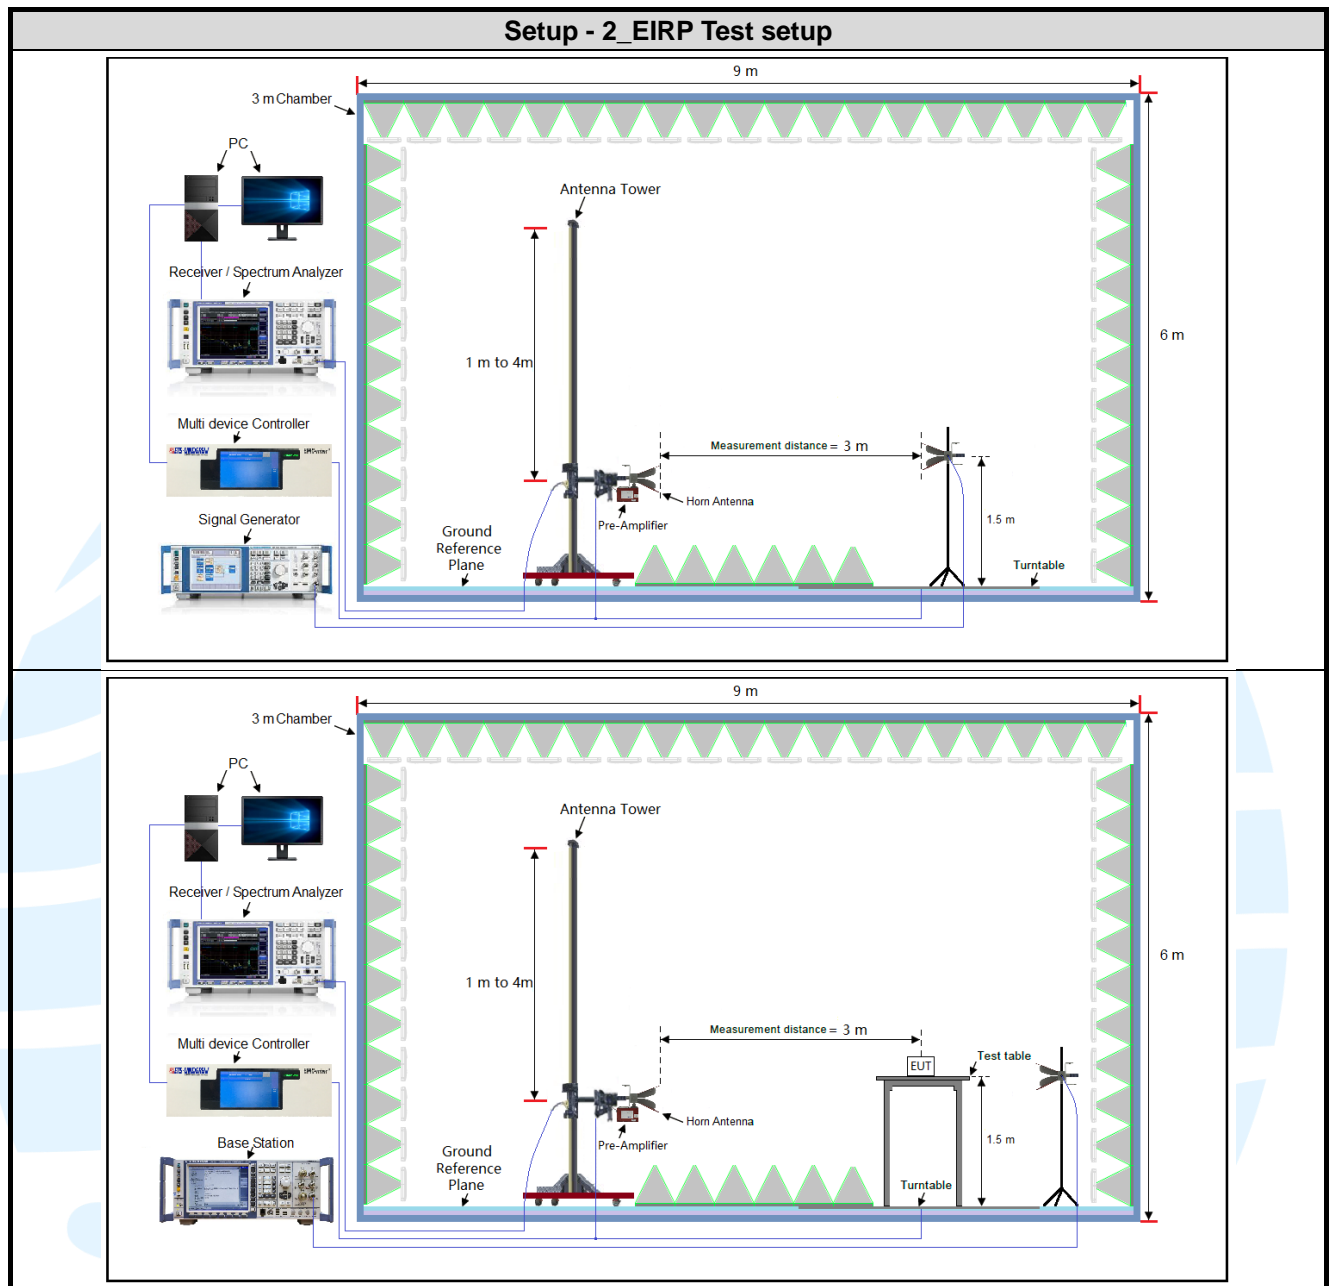 Setup - 2_EIRP Test setup
9 m
3 m Chamber
PC
Antenna Tower
Receiver / Spectrum Analyzer
6 m
1 m to 4m
Multi device Controller
Measurement distance = 3 m
Horn Antenna
Signal Generator
Pre-Amplifier
1.5 m
Ground
Reference
Plane
Turntable
9 m
3 m Chamber
PC
Antenna Tower
Receiver / Spectrum Analyzer
6 m
1 m to 4m
Measurement distance = 3 m
Multi device Controller
Test table
EUT
Horn Antenna
Base Station
Pre-Amplifier
1.5 m
Ground
Reference
Plane
Turntable